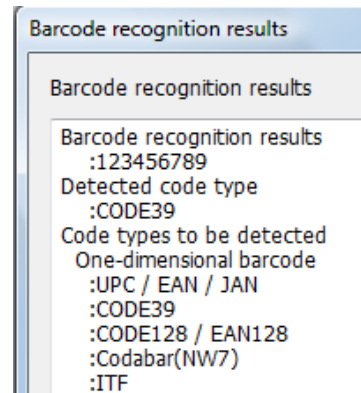 Barcode recognition results
Barcode recognition results
Barcode recognition results
:123456789
Detected code type
:CODE39
Code types to be detected
One-dimensional barcode
:UPC / EAN / JAN
:CODE39
:CODE128 / EAN128
:Codabar(NW7)
:ITF